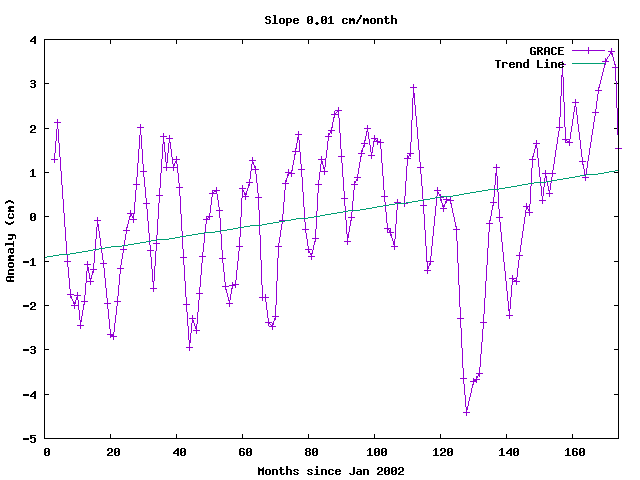 Slope 0.01 cm/month
GRACE
Trend Line
Anomaly (cm)
4
3
2
1
0
-1
-2
-3
-4
-5
0 20 40 60 80 100 120 140 160
Months since Jan 2002